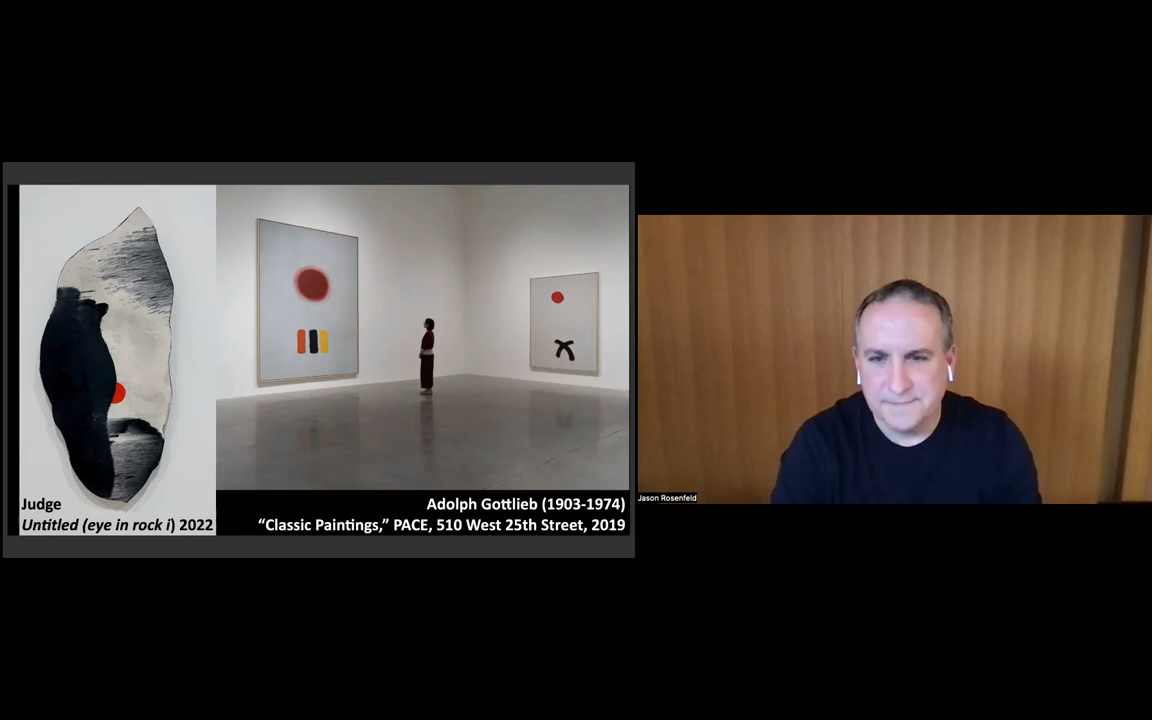 Judge
Untitled (eye in rock i) 2022
Adolph Gottlieb (1903-1974)
“Classic Paintings,” PACE, 510 West 25th Street, 2019
Jason Rosenfeld